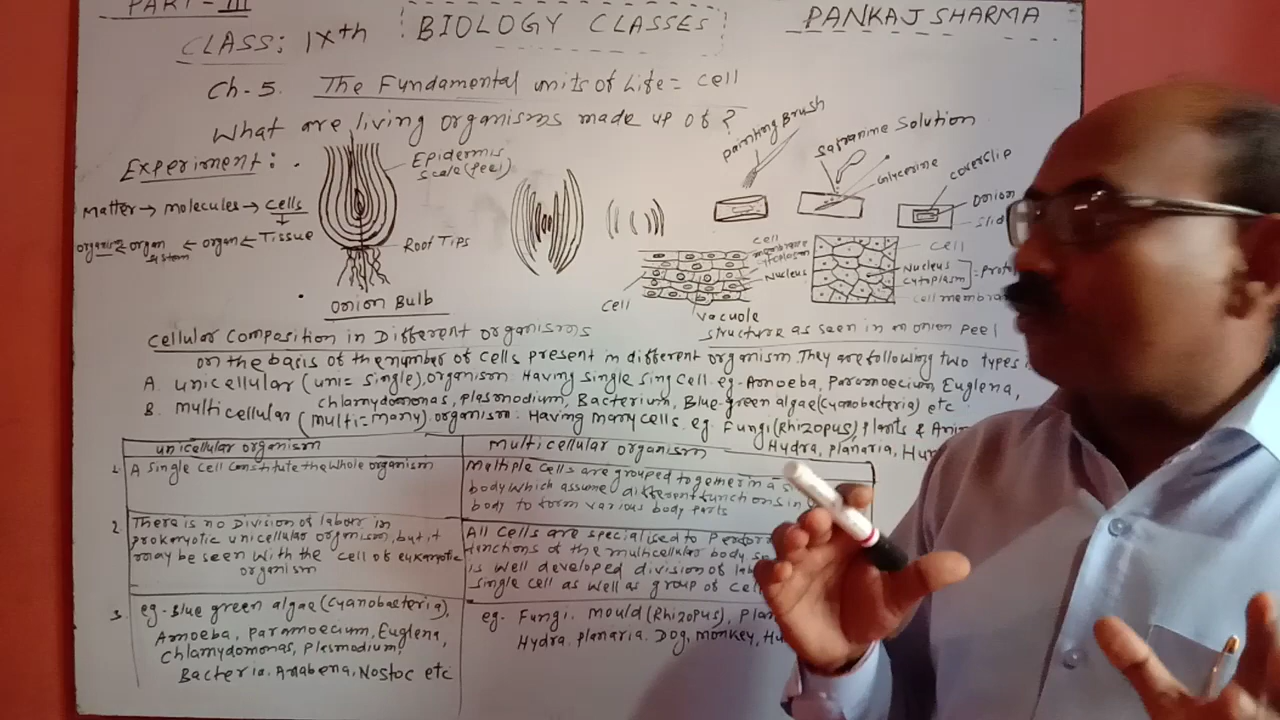 PART-III
BIOLOGY CLASSES
PANKAJ SHARMA
CLASS: IXth
Ch-5. The Fundamental units of Life = cell
What are living organisms made up of?
Experiment:
Matter → molecules → cells
organism ← organ system ← organ ← Tissue
Epidermis
scale (peel)
Root Tips
Onion Bulb
Painting Brush
Safranine Solution
Glycerine
coverslip
onion
cell
cell
membrane
cytoplasm
Nucleus
vacuole
cell
Nucleus
cytoplasm
structure as seen in an onion peel
Cellular Composition in Different organisms
on the basis of the number of cells present in different organism. They are following two types
A. unicellular (uni= single), organism: Having single sing cell. eg-Amoeba, Paramoecium, Euglena,
chlamydomonas, plasmodium, Bacterium, Blue-green algae (cyanobacteria) etc
B. multicellular (multi=many). organism: Having many cells. eg. Fungi (Rhizopus), Plants &
Hydra, planaria,
unicellular organism
multicellular organism
1. A single cell constitute the whole organism
Multiple cells are grouped together in a
body which assume different functions in
body to form various body parts
2. There is no Division of labour in
prokaryotic unicellular organism, but, it
may be seen with the cell of eukaryotic
organism
All cells are specialised to
functions of the multicellular body
is well developed division of
single cell as well as group of
3. eg- Blue green algae (Cyanobacteria),
Amoeba, Paramoecium, Euglena,
Chlamydomonas, Plasmodium,
Bacteria, Anabena, Nostoc etc
eg. Fungi, mould (Rhizopus),
Hydra, planaria, Dog, monkey,